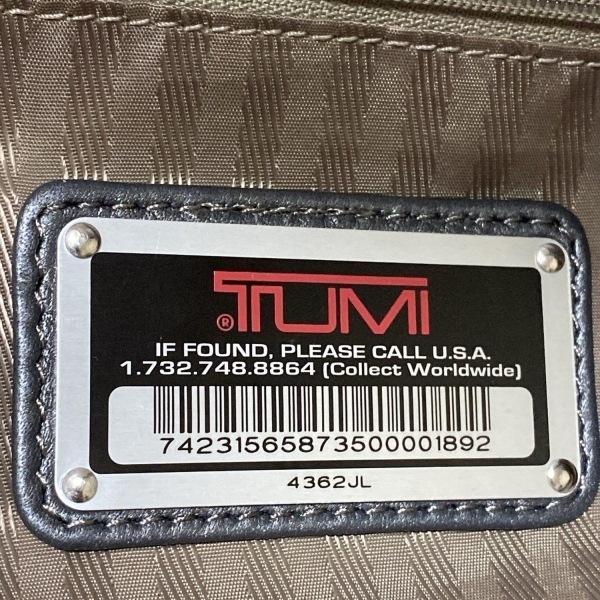 ®TUMI
IF FOUND, PLEASE CALL U.S.A.
1.732.748.8864 (Collect Worldwide)
74231565873500001892
4362JL